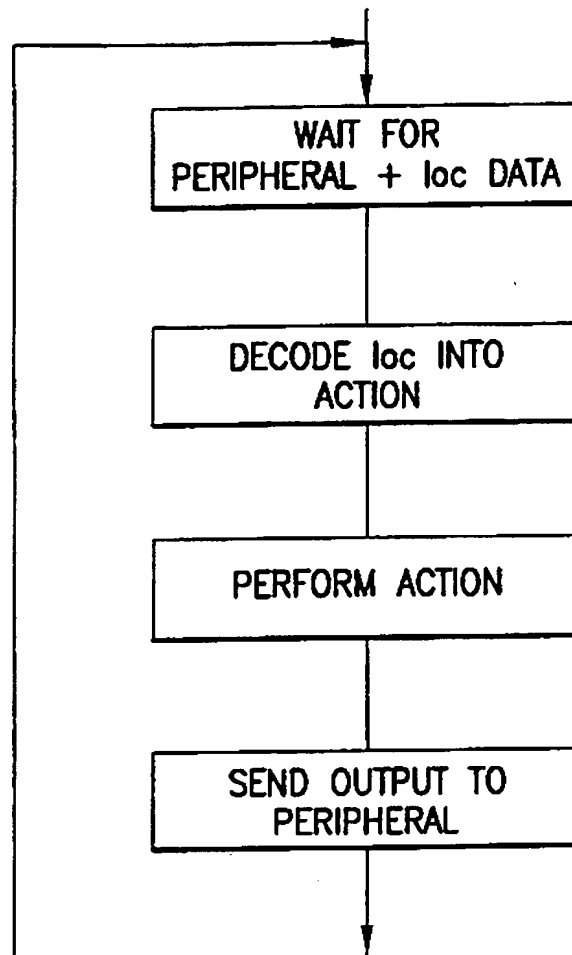 WAIT FOR
PERIPHERAL + loc DATA
DECODE loc INTO
ACTION
PERFORM ACTION
SEND OUTPUT TO
PERIPHERAL